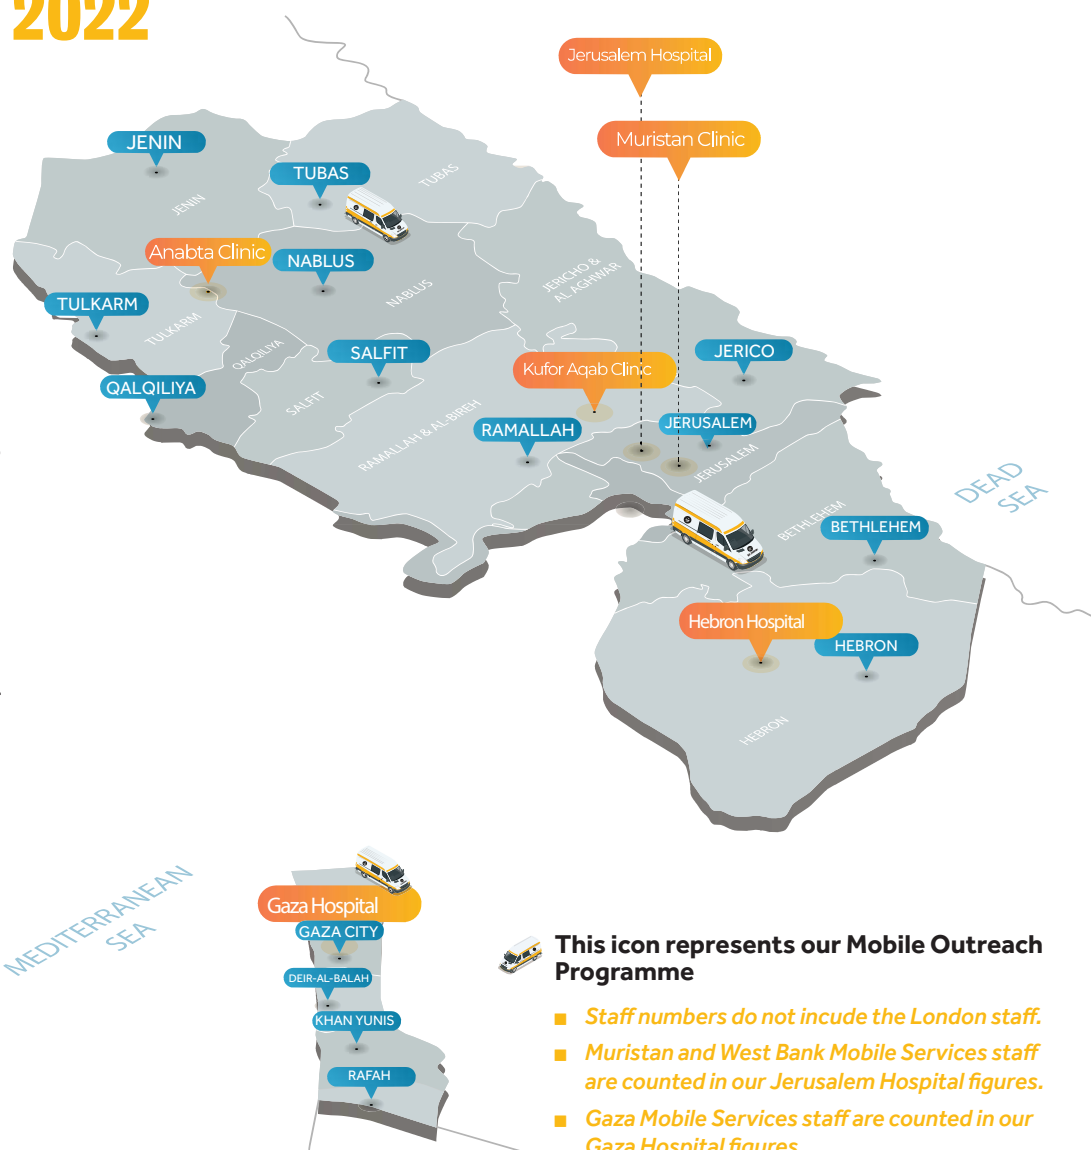 2022
Jerusalem Hospital
Muristan Clinic
JENIN
TUBAS
TUBAS
JENIN
Anabta Clinic
NABLUS
JERICHO &
AL AGHWAR
NABLUS
TULKARM
TULKARM
QALQILIYA
SALFIT
JERICO
Kufor Aqab Clinic
QALQILIYA
SALFIT
RAMALLAH & AL-BIREH
RAMALLAH
JERUSALEM
JERUSALEM
DEAD
SEA
BETHLEHEM
BETHLEHEM
Hebron Hospital
HEBRON
HEBRON
MEDITERRANEAN
SEA
Gaza Hospital
GAZA CITY
DEIR-AL-BALAH
KHAN YUNIS
RAFAH
This icon represents our Mobile Outreach
Programme
Staff numbers do not incude the London staff.
Muristan and West Bank Mobile Services staff
are counted in our Jerusalem Hospital figures.
Gaza Mobile Services staff are counted in our
Gaza Hospital figures